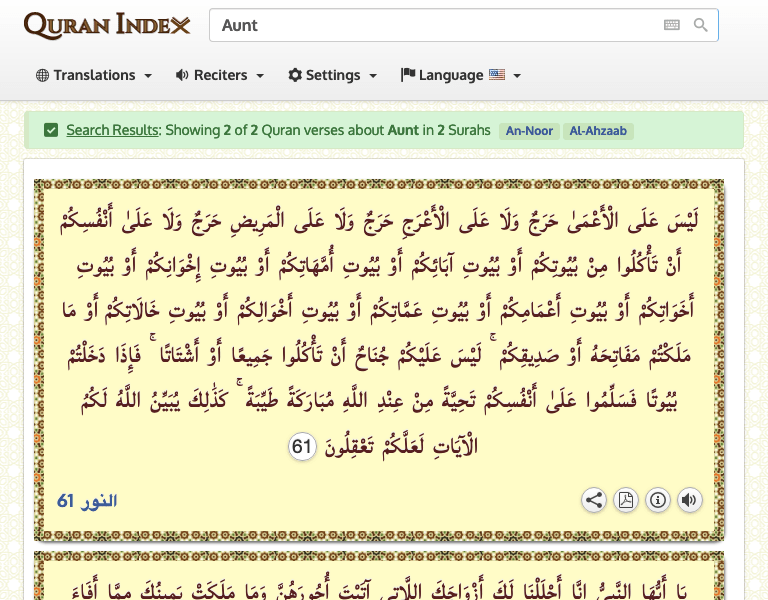 QURAN INDEX
Aunt
Translations Reciters Settings Language
Search Results: Showing 2 of 2 Quran verses about Aunt in 2 Surahs An-Noor Al-Ahzaab
لَيْسَ عَلَى الْأَعْمَىٰ حَرَجٌ وَلَا عَلَى الْأَعْرَجِ حَرَجٌ وَلَا عَلَى الْمَرِيضِ حَرَجٌ وَلَا عَلَىٰ أَنْفُسِكُمْ
أَنْ تَأْكُلُوا مِنْ بُيُوتِكُمْ أَوْ بُيُوتِ آبَائِكُمْ أَوْ بُيُوتِ أُمَّهَاتِكُمْ أَوْ بُيُوتِ إِخْوَانِكُمْ أَوْ بُيُوتِ
أَخَوَاتِكُمْ أَوْ بُيُوتِ أَعْمَامِكُمْ أَوْ بُيُوتِ عَمَّاتِكُمْ أَوْ بُيُوتِ أَخْوَالِكُمْ أَوْ بُيُوتِ خَالَاتِكُمْ أَوْ مَا
مَلَكْتُمْ مَفَاتِحَهُ أَوْ صَدِيقِكُمْ ۚ لَيْسَ عَلَيْكُمْ جُنَاحٌ أَنْ تَأْكُلُوا جَمِيعًا أَوْ أَشْتَاتًا ۚ فَإِذَا دَخَلْتُمْ
بُيُوتًا فَسَلِّمُوا عَلَىٰ أَنْفُسِكُمْ تَحِيَّةً مِنْ عِنْدِ اللَّهِ مُبَارَكَةً طَيِّبَةً ۚ كَذَٰلِكَ يُبَيِّنُ اللَّهُ لَكُمُ
الْآيَاتِ لَعَلَّكُمْ تَعْقِلُونَ 61
النور 61
يَا أَيُّهَا النَّبِيُّ إِنَّا أَحْلَلْنَا لَكَ أَزْوَاجَكَ اللَّاتِي آتَيْتَ أُجُورَهُنَّ وَمَا مَلَكَتْ يَمِينُكَ مِمَّا أَفَاءَ